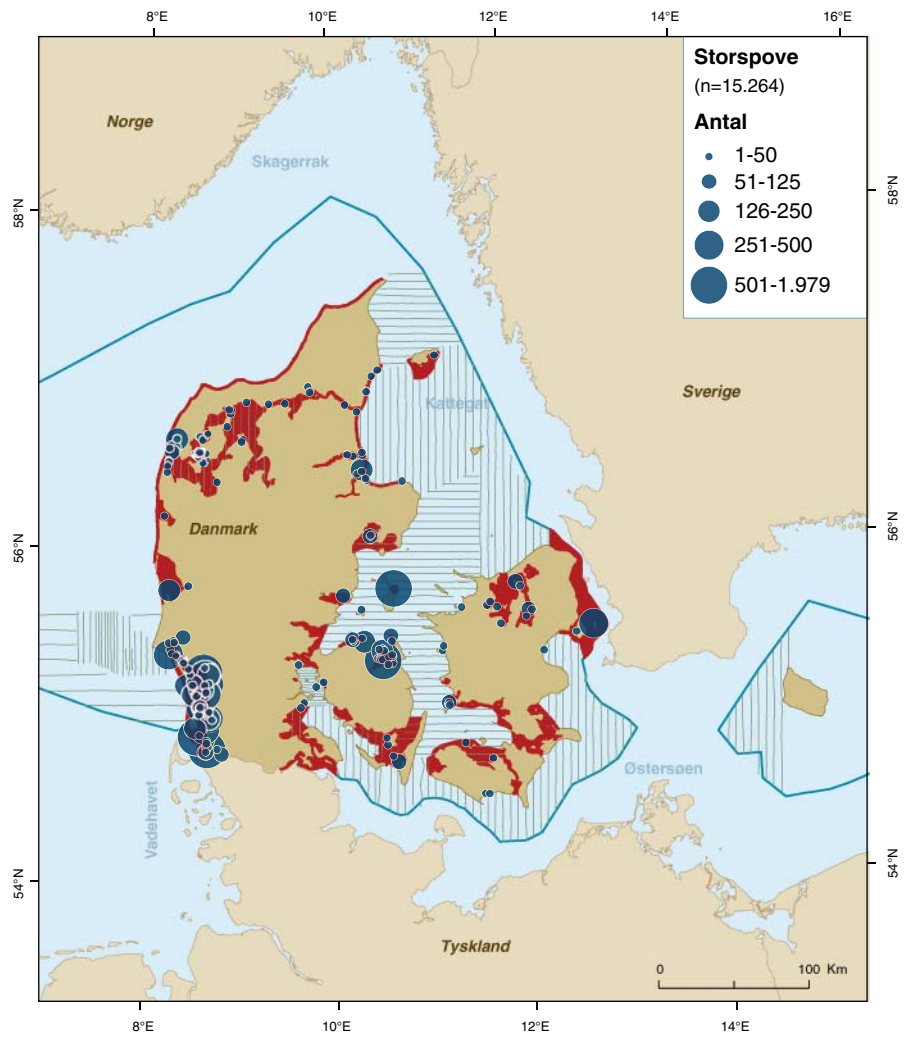 8°E 10°E 12°E 14°E 16°E
Storspove
(n=15.264)
Antal
1-50
51-125
126-250
251-500
501-1.979
Norge
Skagerrak
58°N
58°N
Sverige
Kattegat
Danmark
56°N
56°N
Østersøen
Vadehavet
54°N
54°N
Tyskland
0 100 Km
8°E 10°E 12°E 14°E